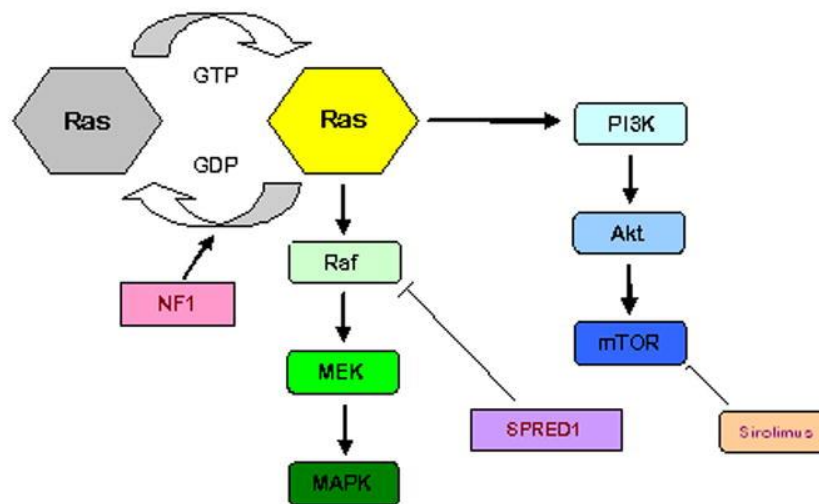 GTP
Ras
Ras
PI3K
GDP
Akt
Raf
NF1
mTOR
MEK
SPRED1
Sirolimus
MAPK